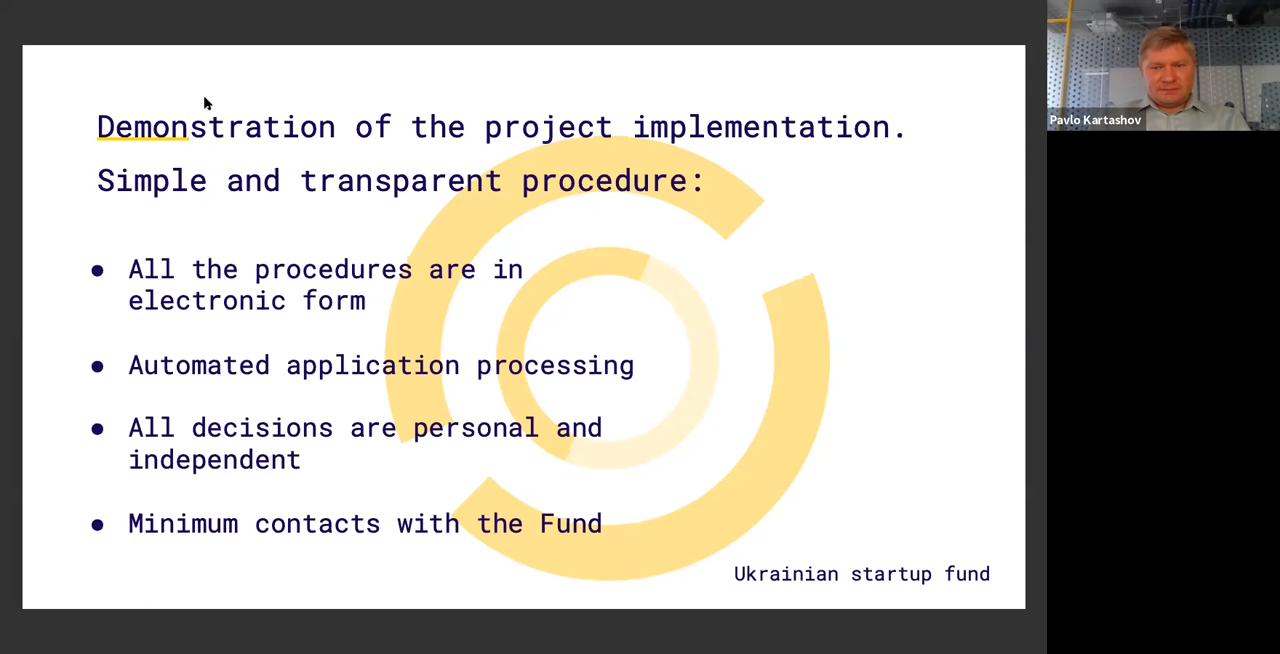 Demonstration of the project implementation.
Simple and transparent procedure:
● All the procedures are in
electronic form
● Automated application processing
● All decisions are personal and
independent
● Minimum contacts with the Fund
Ukrainian startup fund
Pavlo Kartashov